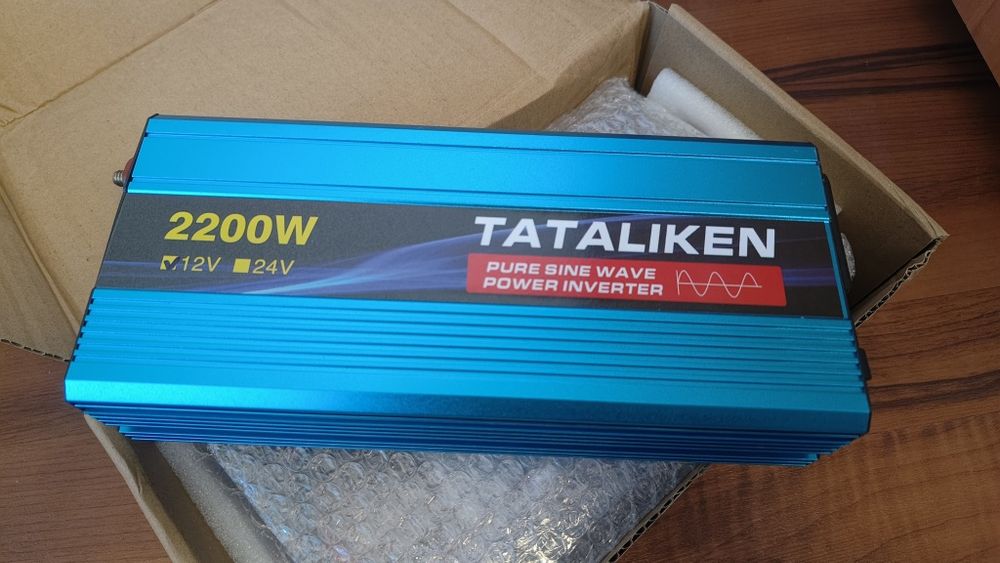 2200W
12V 24V
TATALIKEN
PURE SINE WAVE
POWER INVERTER